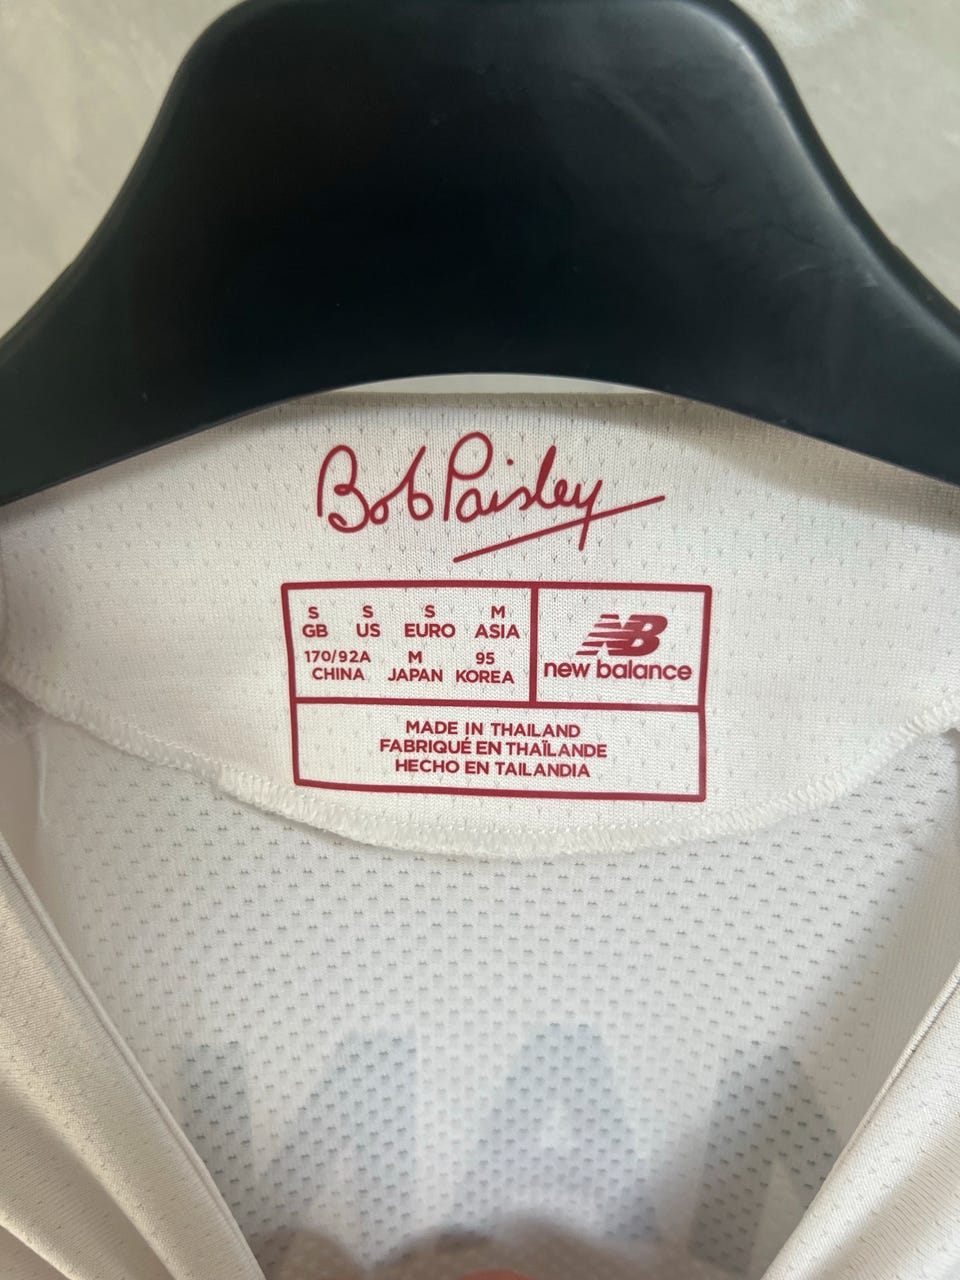 Bob Paisley
S S S M
GB US EURO ASIA
170/92A M 95
CHINA JAPAN KOREA
NB
new balance
MADE IN THAILAND
FABRIQUÉ EN THAÏLANDE
HECHO EN TAILANDIA